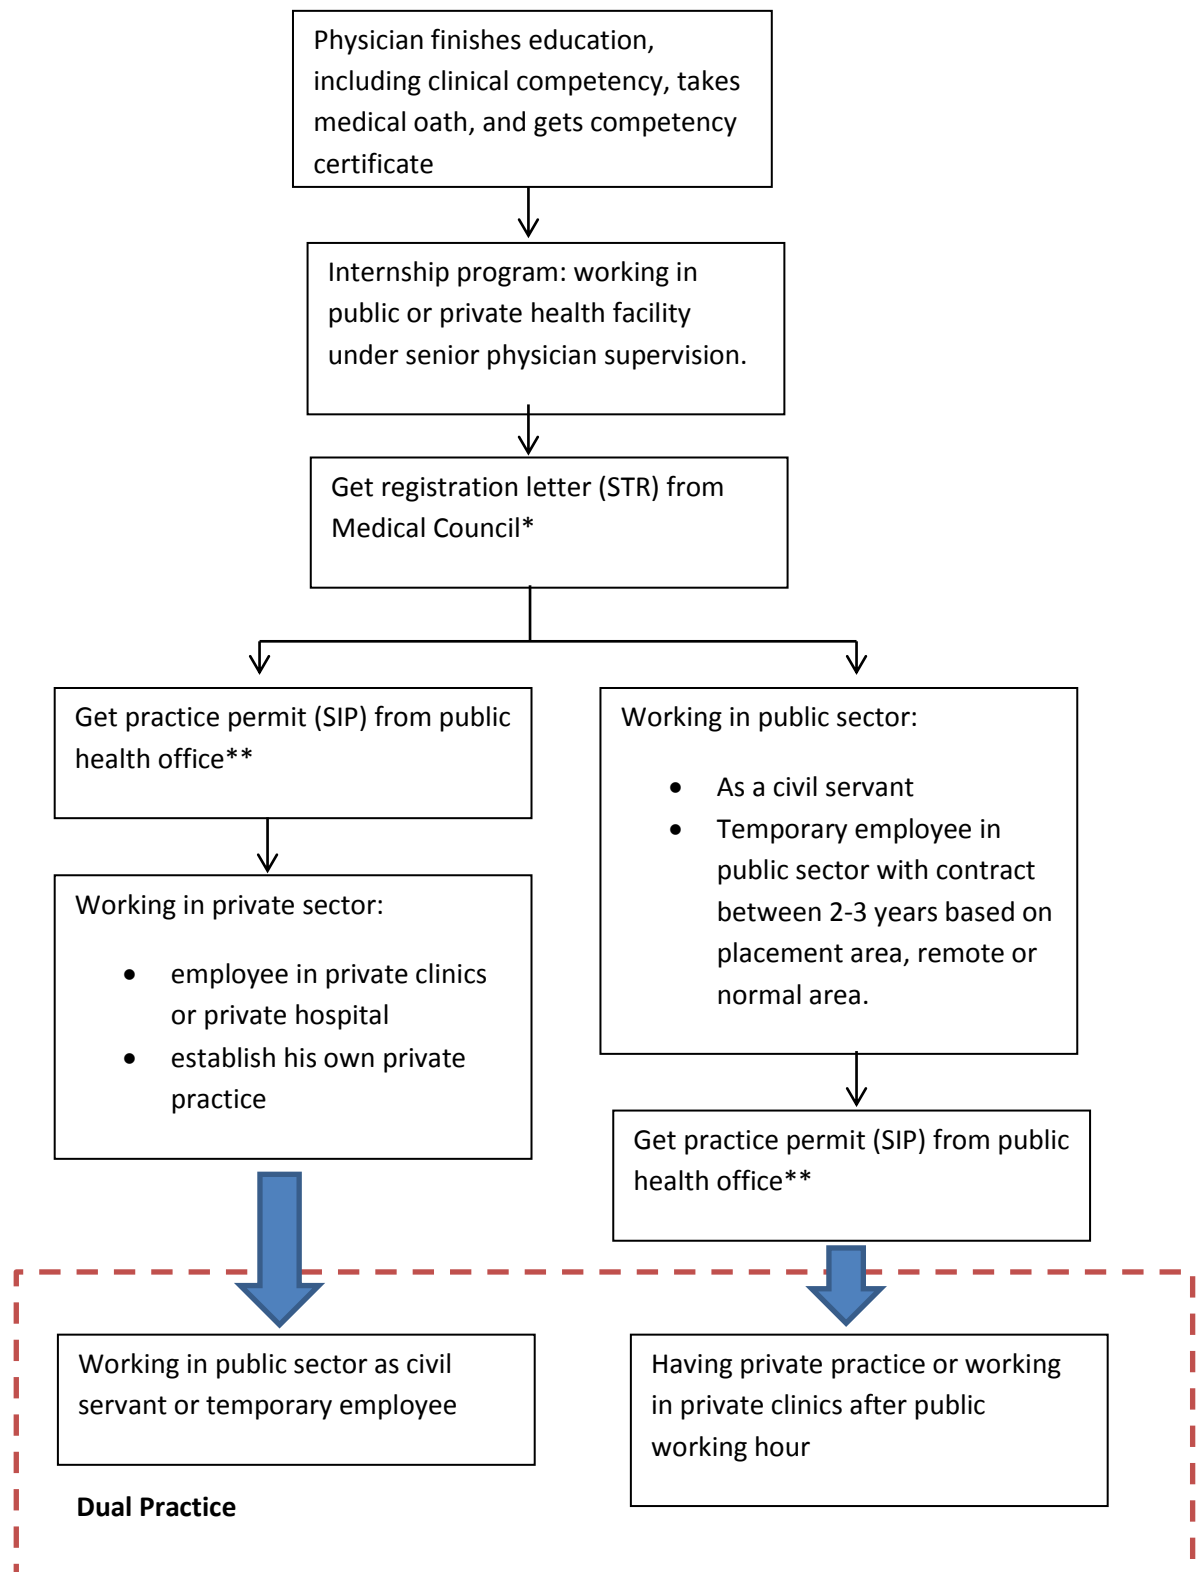 Physician finishes education,
including clinical competency, takes
medical oath, and gets competency
certificate
Internship program: working in
public or private health facility
under senior physician supervision.
Get registration letter (STR) from
Medical Council*
Get practice permit (SIP) from public
health office**
Working in private sector:
• employee in private clinics
or private hospital
• establish his own private
practice
Working in public sector:
• As a civil servant
• Temporary employee in
public sector with contract
between 2-3 years based on
placement area, remote or
normal area.
Get practice permit (SIP) from public
health office**
Working in public sector as civil
servant or temporary employee
Having private practice or working
in private clinics after public
working hour
Dual Practice